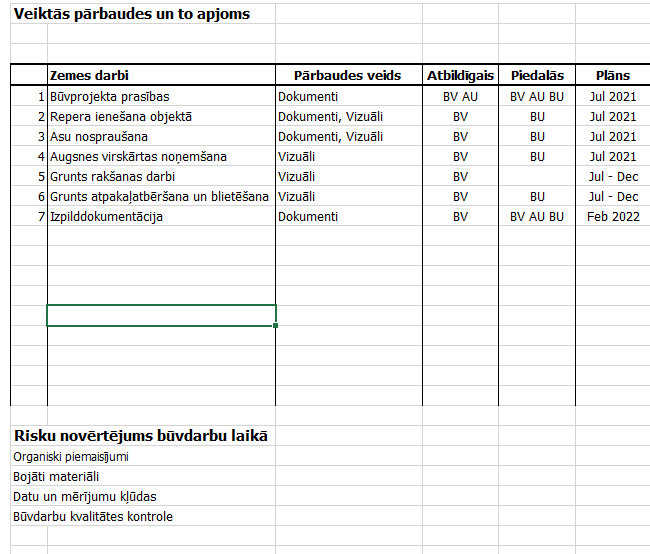 Veiktās pārbaudes un to apjoms
Zemes darbi Pārbaudes veids Atbildīgais Piedalās Plāns
1 Būvprojekta prasības Dokumenti BV AU BV AU BU Jul 2021
2 Repera ienešana objektā Dokumenti, Vizuāli BV BU Jul 2021
3 Asu nospraušana Dokumenti, Vizuāli BV BU Jul 2021
4 Augsnes virskārtas noņemšana Vizuāli BV BU Jul 2021
5 Grunts rakšanas darbi Vizuāli BV Jul - Dec
6 Grunts atpakaļatbēršana un blietēšana Vizuāli BV BU Jul - Dec
7 Izpilddokumentācija Dokumenti BV BV AU BU Feb 2022
Risku novērtējums būvdarbu laikā
Organiski piemaisījumi
Bojāti materiāli
Datu un mērījumu kļūdas
Būvdarbu kvalitātes kontrole